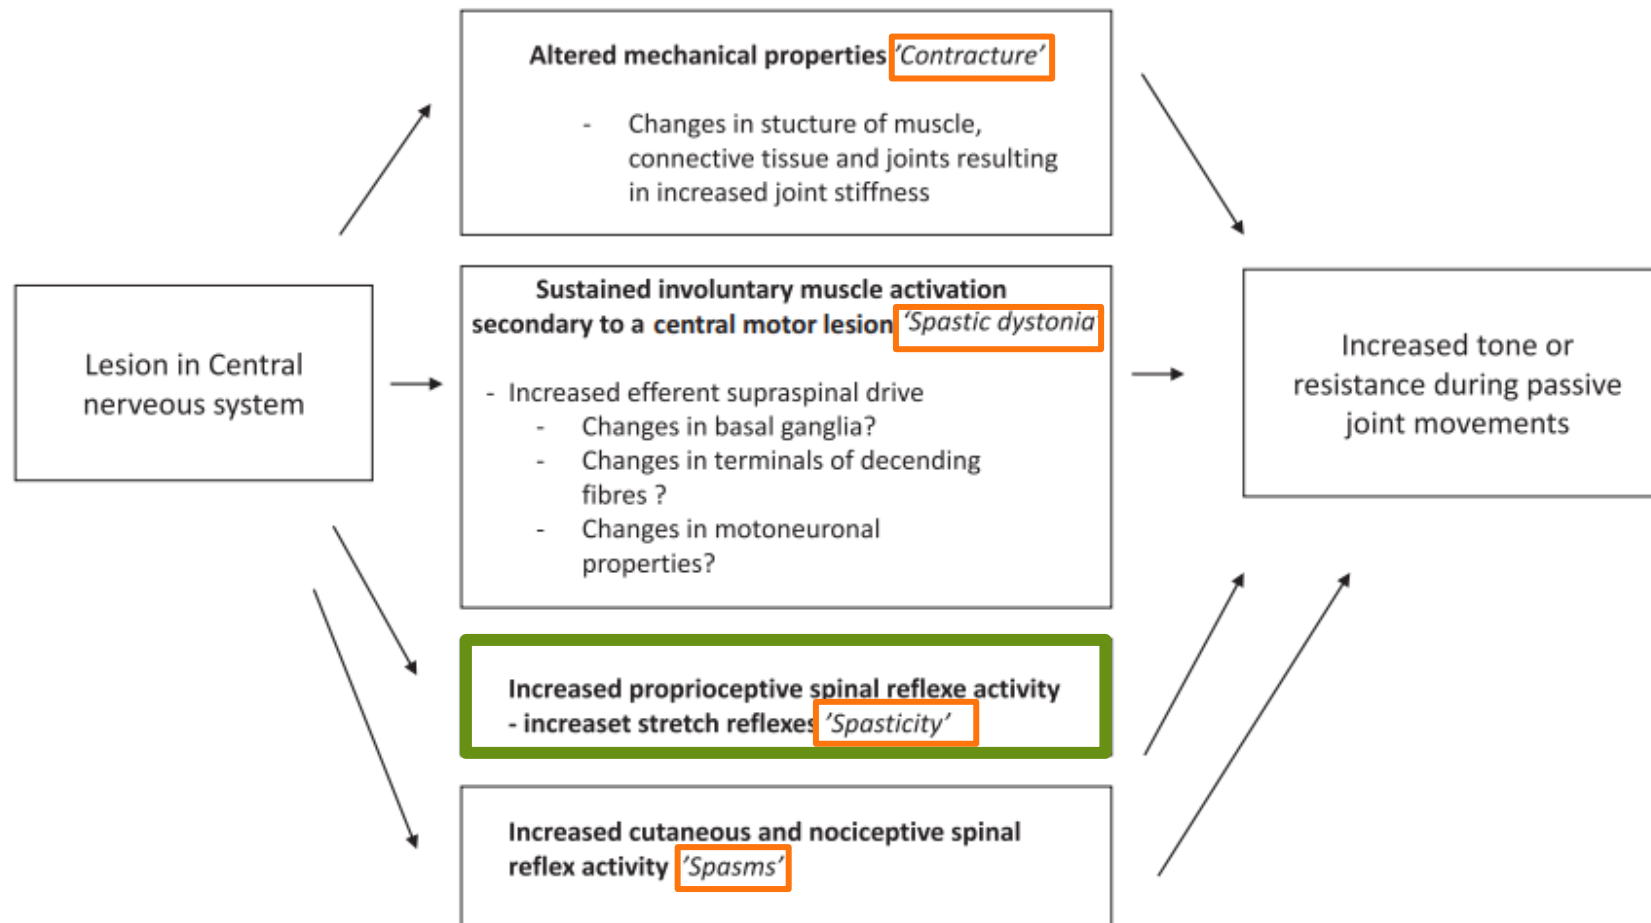 Altered mechanical properties 'Contracture'
- Changes in stucture of muscle,
connective tissue and joints resulting
in increased joint stiffness
Lesion in Central
nerveous system
Sustained involuntary muscle activation
secondary to a central motor lesion 'Spastic dystonia
- Increased efferent supraspinal drive
- Changes in basal ganglia?
- Changes in terminals of decending
fibres ?
- Changes in motoneuronal
properties?
Increased proprioceptive spinal reflexe activity
- increaset stretch reflexes 'Spasticity'
Increased cutaneous and nociceptive spinal
reflex activity 'Spasms'
Increased tone or
resistance during passive
joint movements